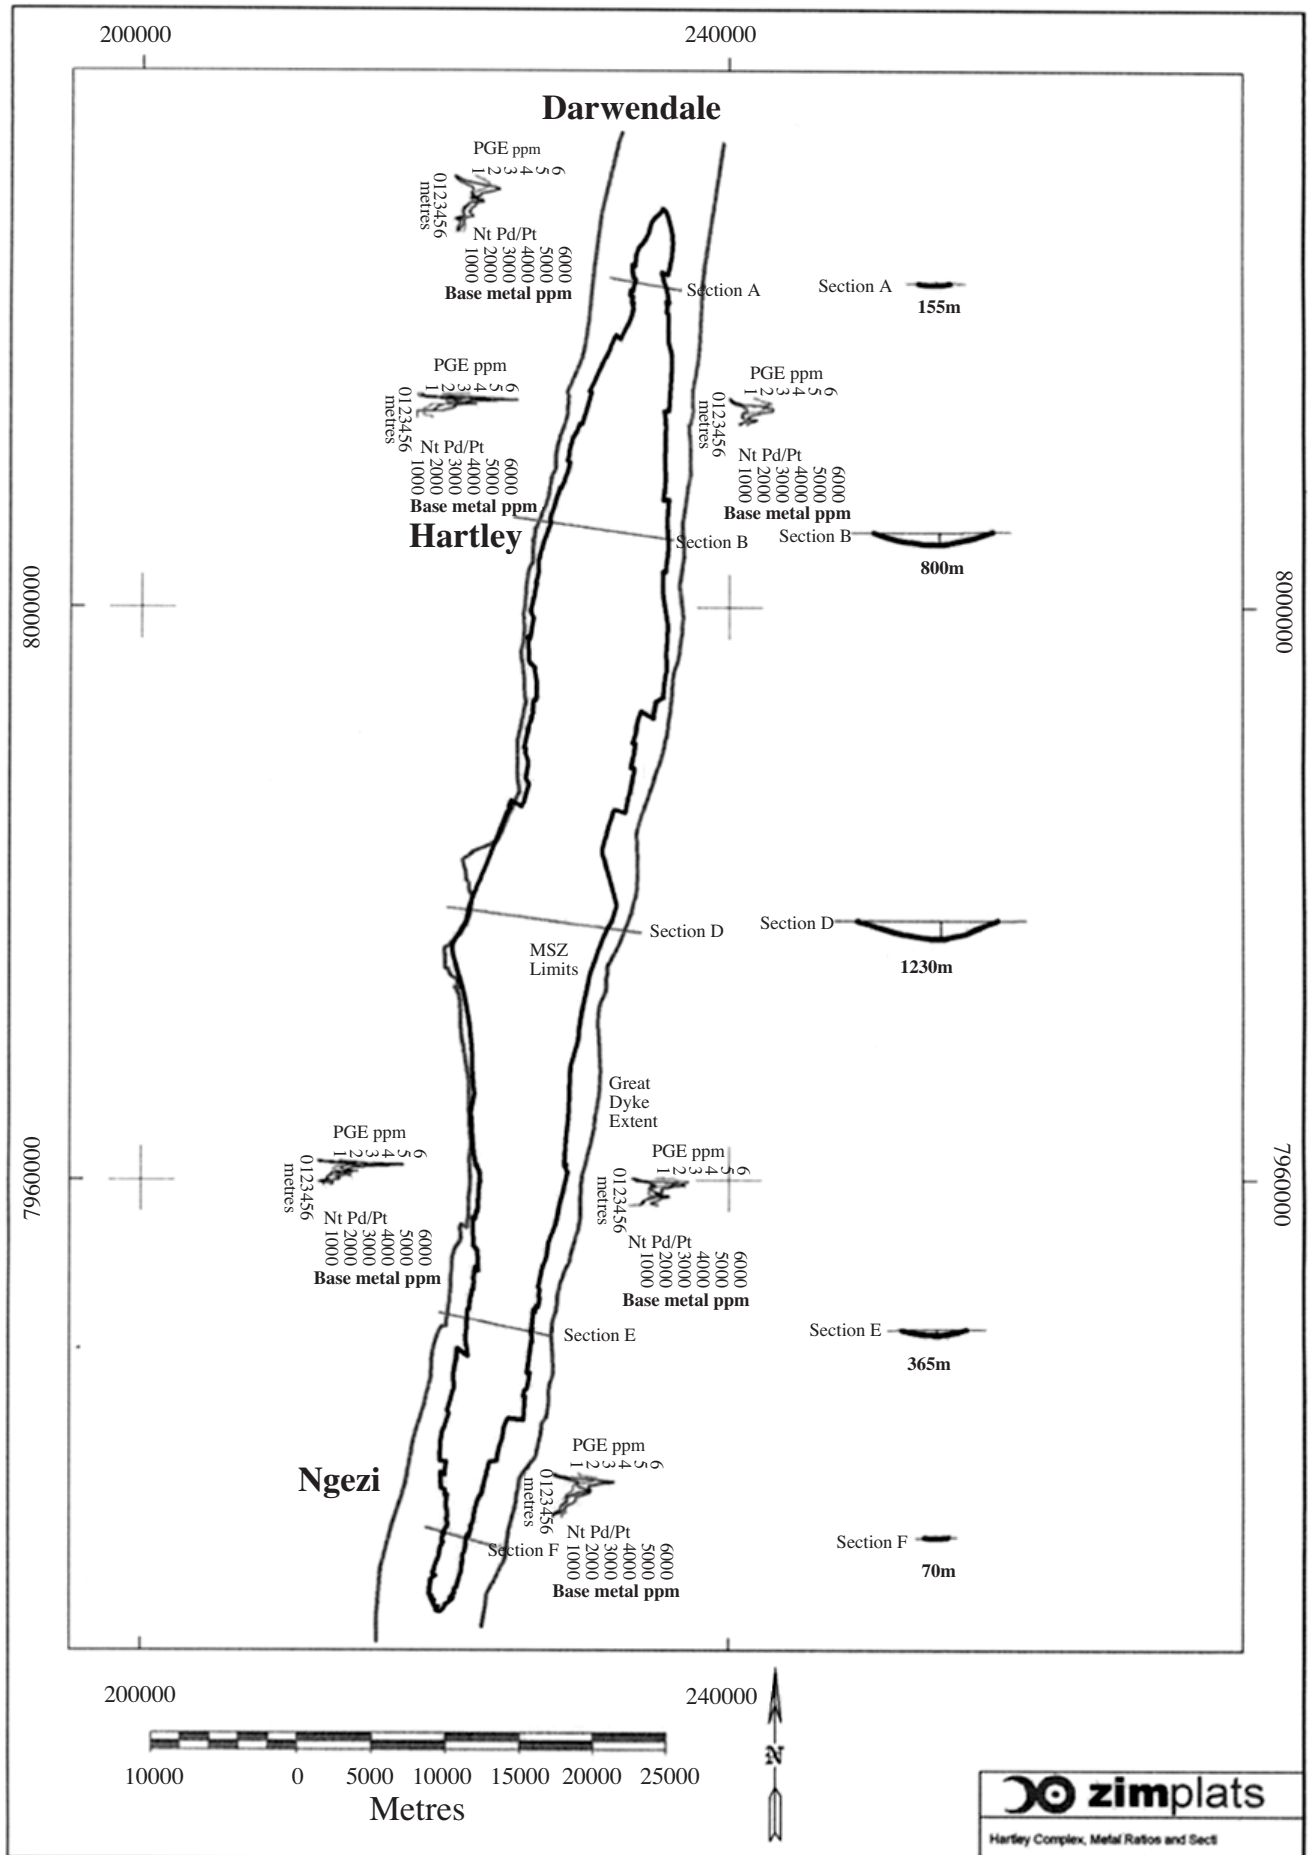 200000 240000
Darwendale
PGE ppm
1 2 3 4 5 6
0123456
metres
Nt Pd/Pt
1000 2000 3000 4000 5000 6000
Base metal ppm
Section A
Section A
155m
PGE ppm
1 2 3 4 5 6
0123456
metres
Nt Pd/Pt
1000 2000 3000 4000 5000 6000
Base metal ppm
PGE ppm
1 2 3 4 5 6
0123456
metres
Nt Pd/Pt
1000 2000 3000 4000 5000 6000
Base metal ppm
Hartley
Section B
Section B
800m
8000000
8000000
Section D
Section D
1230m
MSZ
Limits
Great
Dyke
Extent
7960000
7960000
PGE ppm
1 2 3 4 5 6
0123456
metres
Nt Pd/Pt
1000 2000 3000 4000 5000 6000
Base metal ppm
PGE ppm
1 2 3 4 5 6
0123456
metres
Nt Pd/Pt
1000 2000 3000 4000 5000 6000
Base metal ppm
Section E
Section E
365m
Ngezi
PGE ppm
1 2 3 4 5 6
0123456
metres
Nt Pd/Pt
1000 2000 3000 4000 5000 6000
Base metal ppm
Section F
Section F
70m
200000 240000
N
10000 0 5000 10000 15000 20000 25000
Metres
zimplats
Hartley Complex, Metal Ratios and Secti